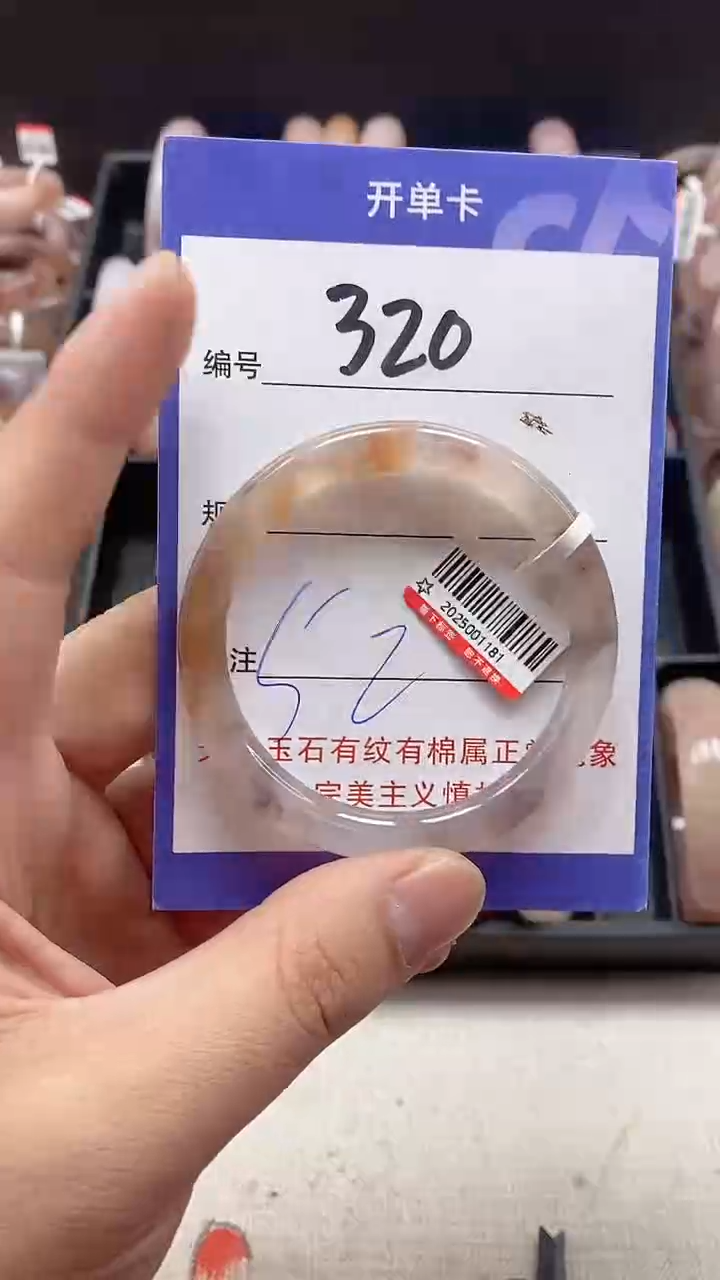 开单卡
编号 320
规
注 52
2025001181
玉石有纹有棉属正 象
完美主义慎